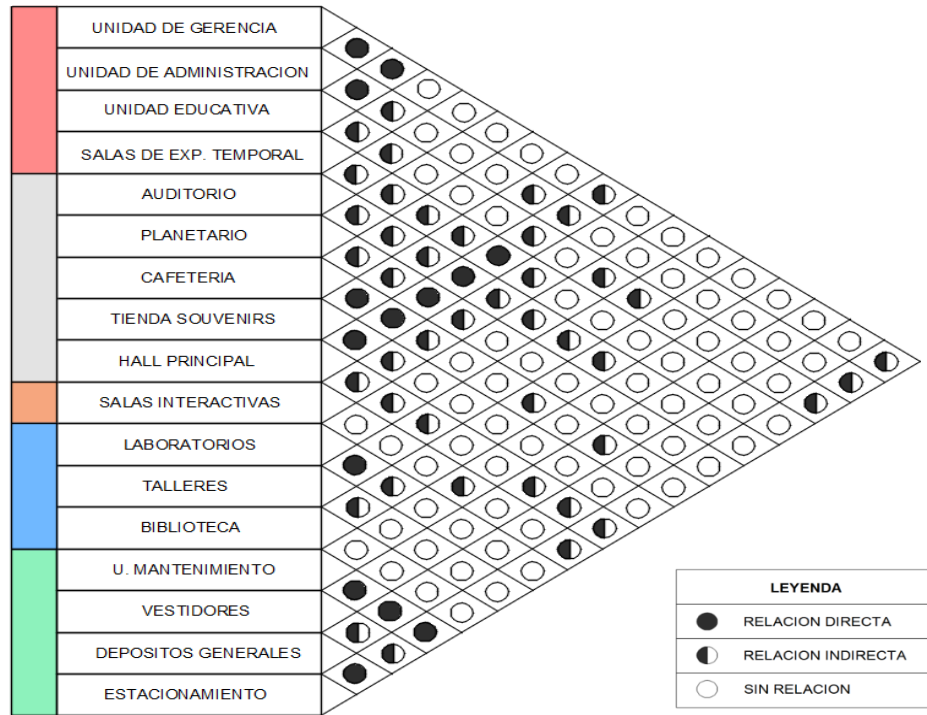 UNIDAD DE GERENCIA
UNIDAD DE ADMINISTRACION
UNIDAD EDUCATIVA
SALAS DE EXP. TEMPORAL
AUDITORIO
PLANETARIO
CAFETERIA
TIENDA SOUVENIRS
HALL PRINCIPAL
SALAS INTERACTIVAS
LABORATORIOS
TALLERES
BIBLIOTECA
U. MANTENIMIENTO
VESTIDORES
DEPOSITOS GENERALES
ESTACIONAMIENTO
LEYENDA
RELACION DIRECTA
RELACION INDIRECTA
SIN RELACION